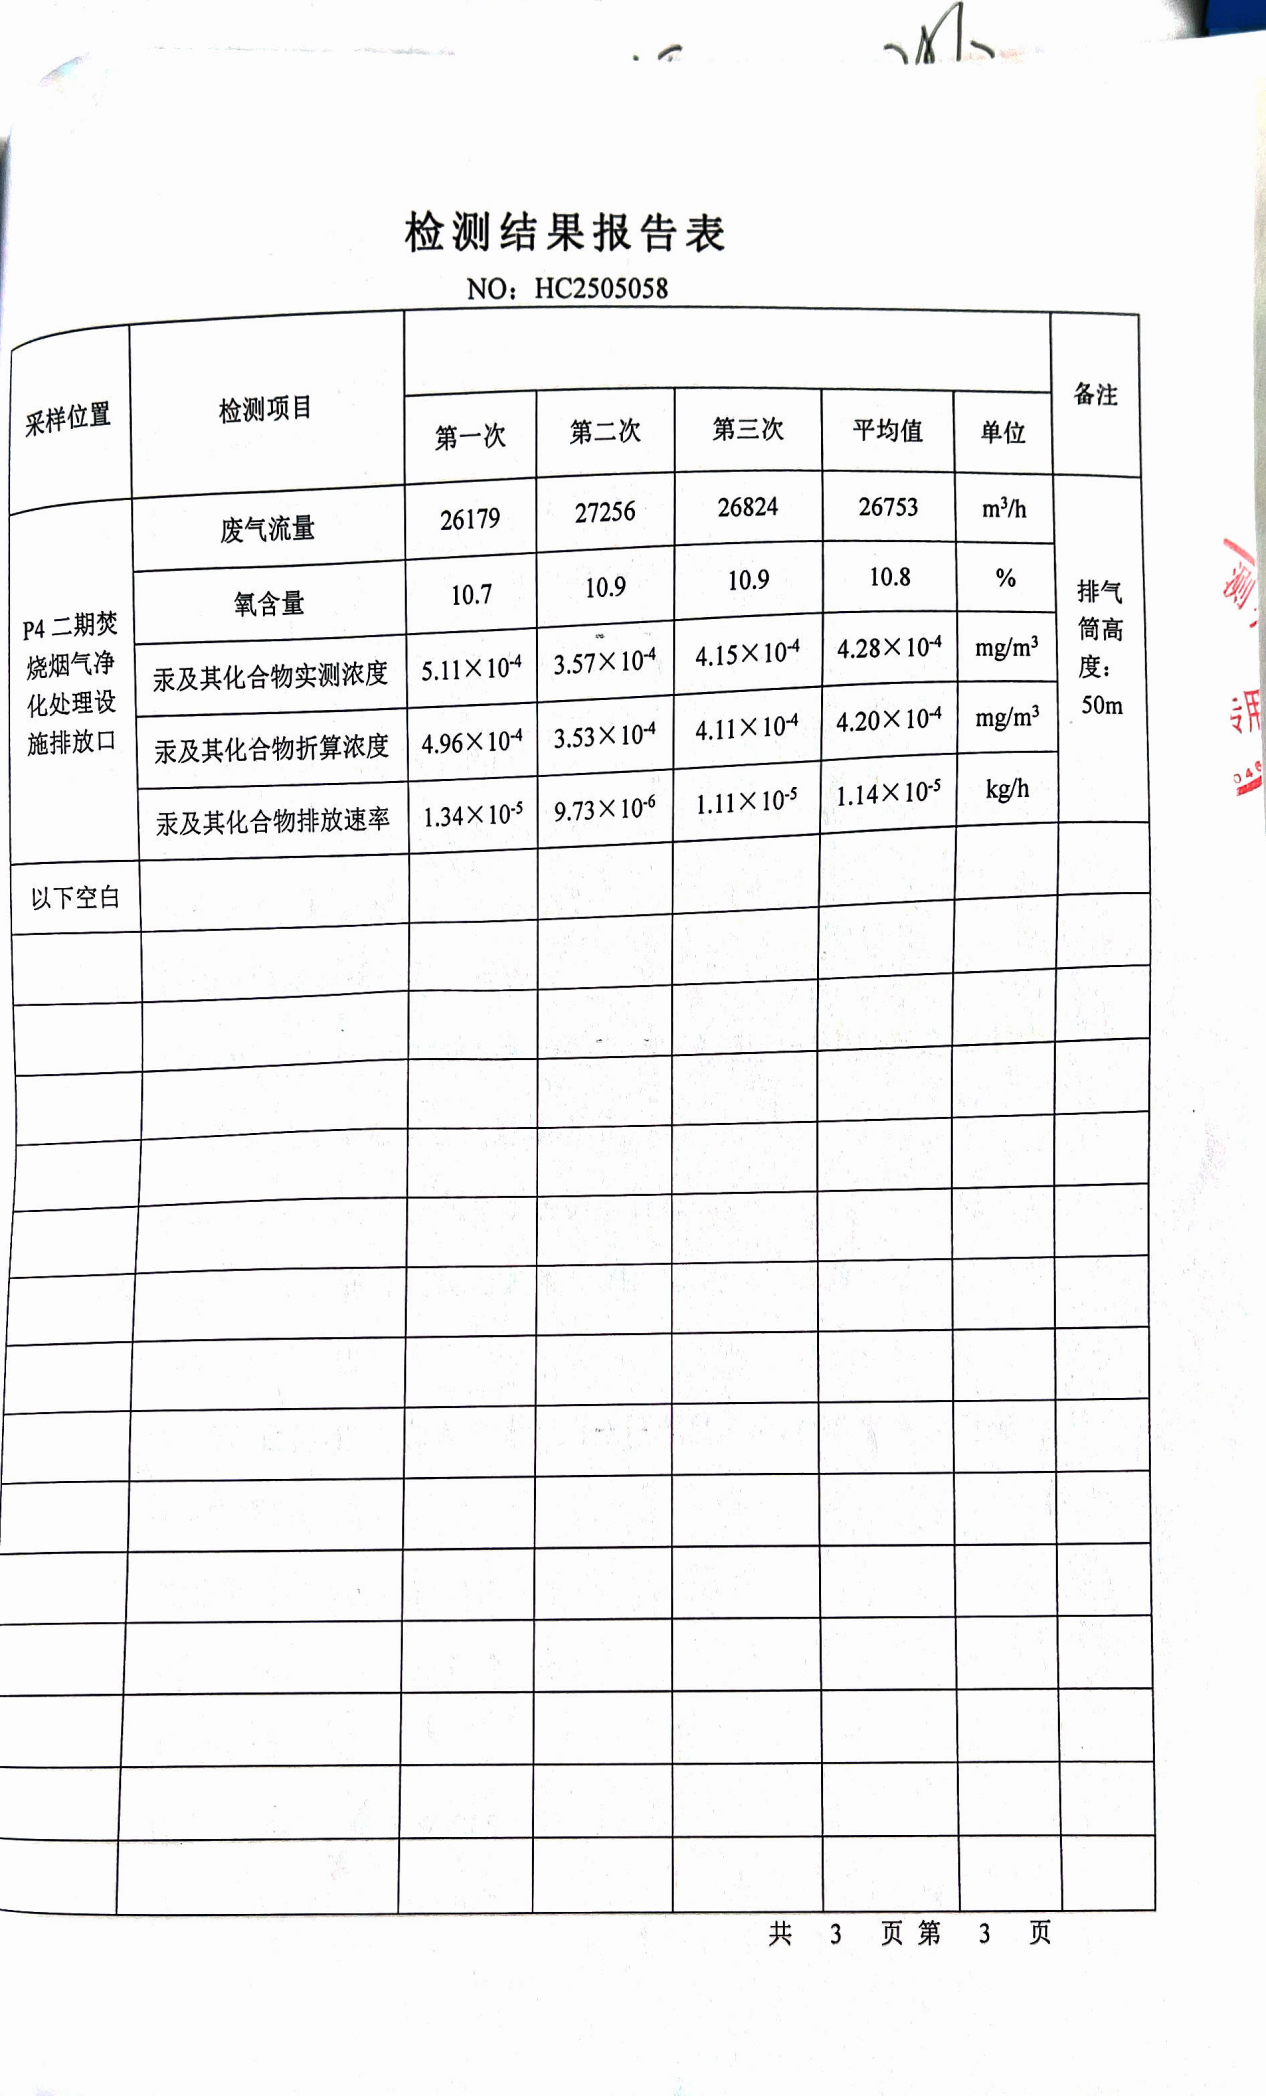 检测结果报告表
NO：HC2505058
采样位置 检测项目 备注
第一次 第二次 第三次 平均值 单位
P4 二期焚
烧烟气净
化处理设
施排放口
废气流量 26179 27256 26824 26753 m³/h
氧含量 10.7 10.9 10.9 10.8 %
汞及其化合物实测浓度 5.11×10⁻⁴ 3.57×10⁻⁴ 4.15×10⁻⁴ 4.28×10⁻⁴ mg/m³
汞及其化合物折算浓度 4.96×10⁻⁴ 3.53×10⁻⁴ 4.11×10⁻⁴ 4.20×10⁻⁴ mg/m³
汞及其化合物排放速率 1.34×10⁻⁵ 9.73×10⁻⁶ 1.11×10⁻⁵ 1.14×10⁻⁵ kg/h
排气
筒高
度：
50m
以下空白
共 3 页 第 3 页
测
专用
046